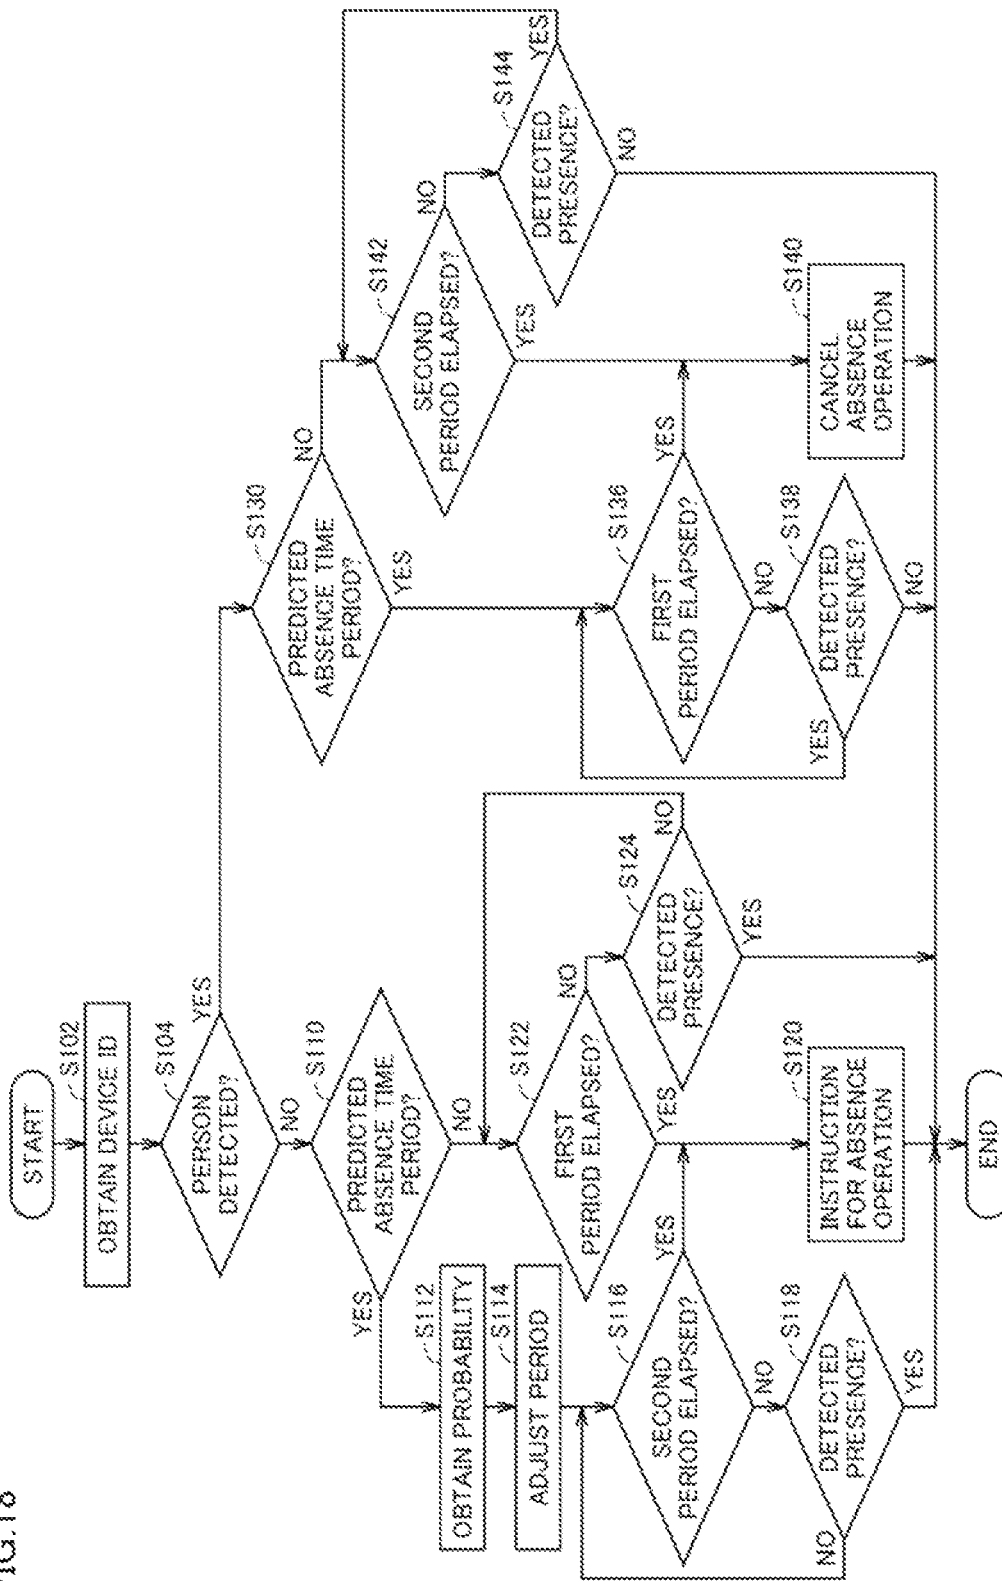 FIG.18
START
S102
OBTAIN DEVICE ID
S104
PERSON
DETECTED?
YES
NO
S110
PREDICTED
ABSENCE TIME
PERIOD?
YES
NO
S112
OBTAIN PROBABILITY
S114
ADJUST PERIOD
S116
SECOND
PERIOD ELAPSED?
YES
NO
S118
DETECTED
PRESENCE?
NO
YES
S122
FIRST
PERIOD ELAPSED?
NO
YES
S124
DETECTED
PRESENCE?
NO
YES
S120
INSTRUCTION
FOR ABSENCE
OPERATION
S130
PREDICTED
ABSENCE TIME
PERIOD?
NO
YES
S136
FIRST
PERIOD ELAPSED?
YES
NO
S138
DETECTED
PRESENCE?
YES
NO
S142
SECOND
PERIOD ELAPSED?
NO
YES
S144
DETECTED
PRESENCE?
YES
NO
S140
CANCEL
ABSENCE
OPERATION
END